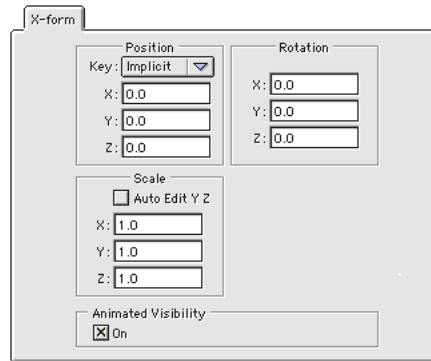 X-form
Position
Key: Implicit
X: 0.0
Y: 0.0
Z: 0.0
Rotation
X: 0.0
Y: 0.0
Z: 0.0
Scale
Auto Edit Y Z
X: 1.0
Y: 1.0
Z: 1.0
Animated Visibility
On